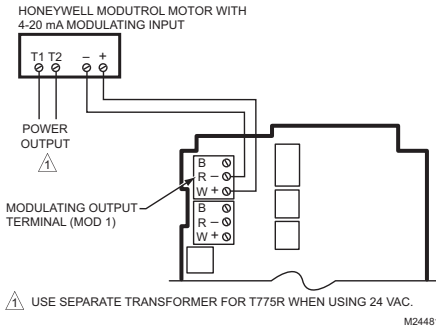 HONEYWELL MODUTROL MOTOR WITH
4-20 mA MODULATING INPUT
T1 T2 – +
POWER
OUTPUT
1
MODULATING OUTPUT
TERMINAL (MOD 1)
B
R –
W +
B
R –
W +
1 USE SEPARATE TRANSFORMER FOR T775R WHEN USING 24 VAC.
M24481